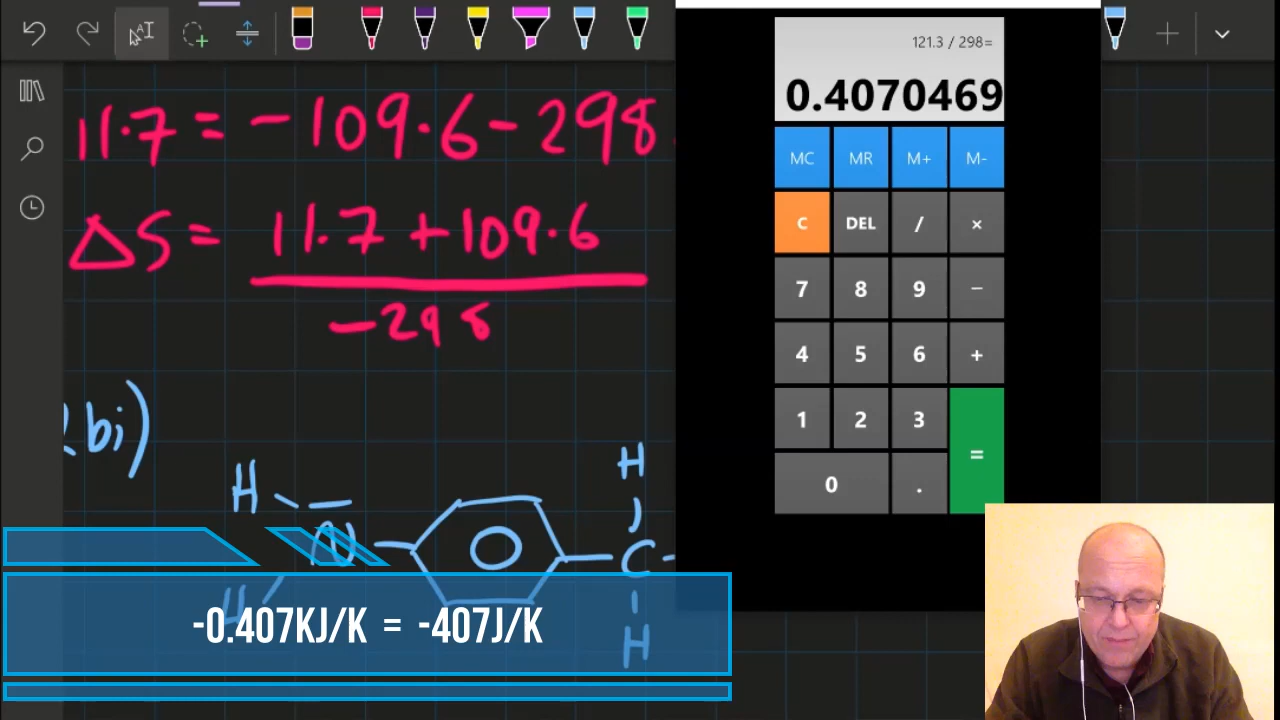 121.3 / 298=
0.4070469
MC MR M+ M-
C DEL / ×
7 8 9 −
4 5 6 +
1 2 3 =
0 .
11.7 = -109.6 - 298
ΔS = 11.7 + 109.6
-298
bi)
H
H
N
C
H
H
-0.407KJ/K = -407J/K